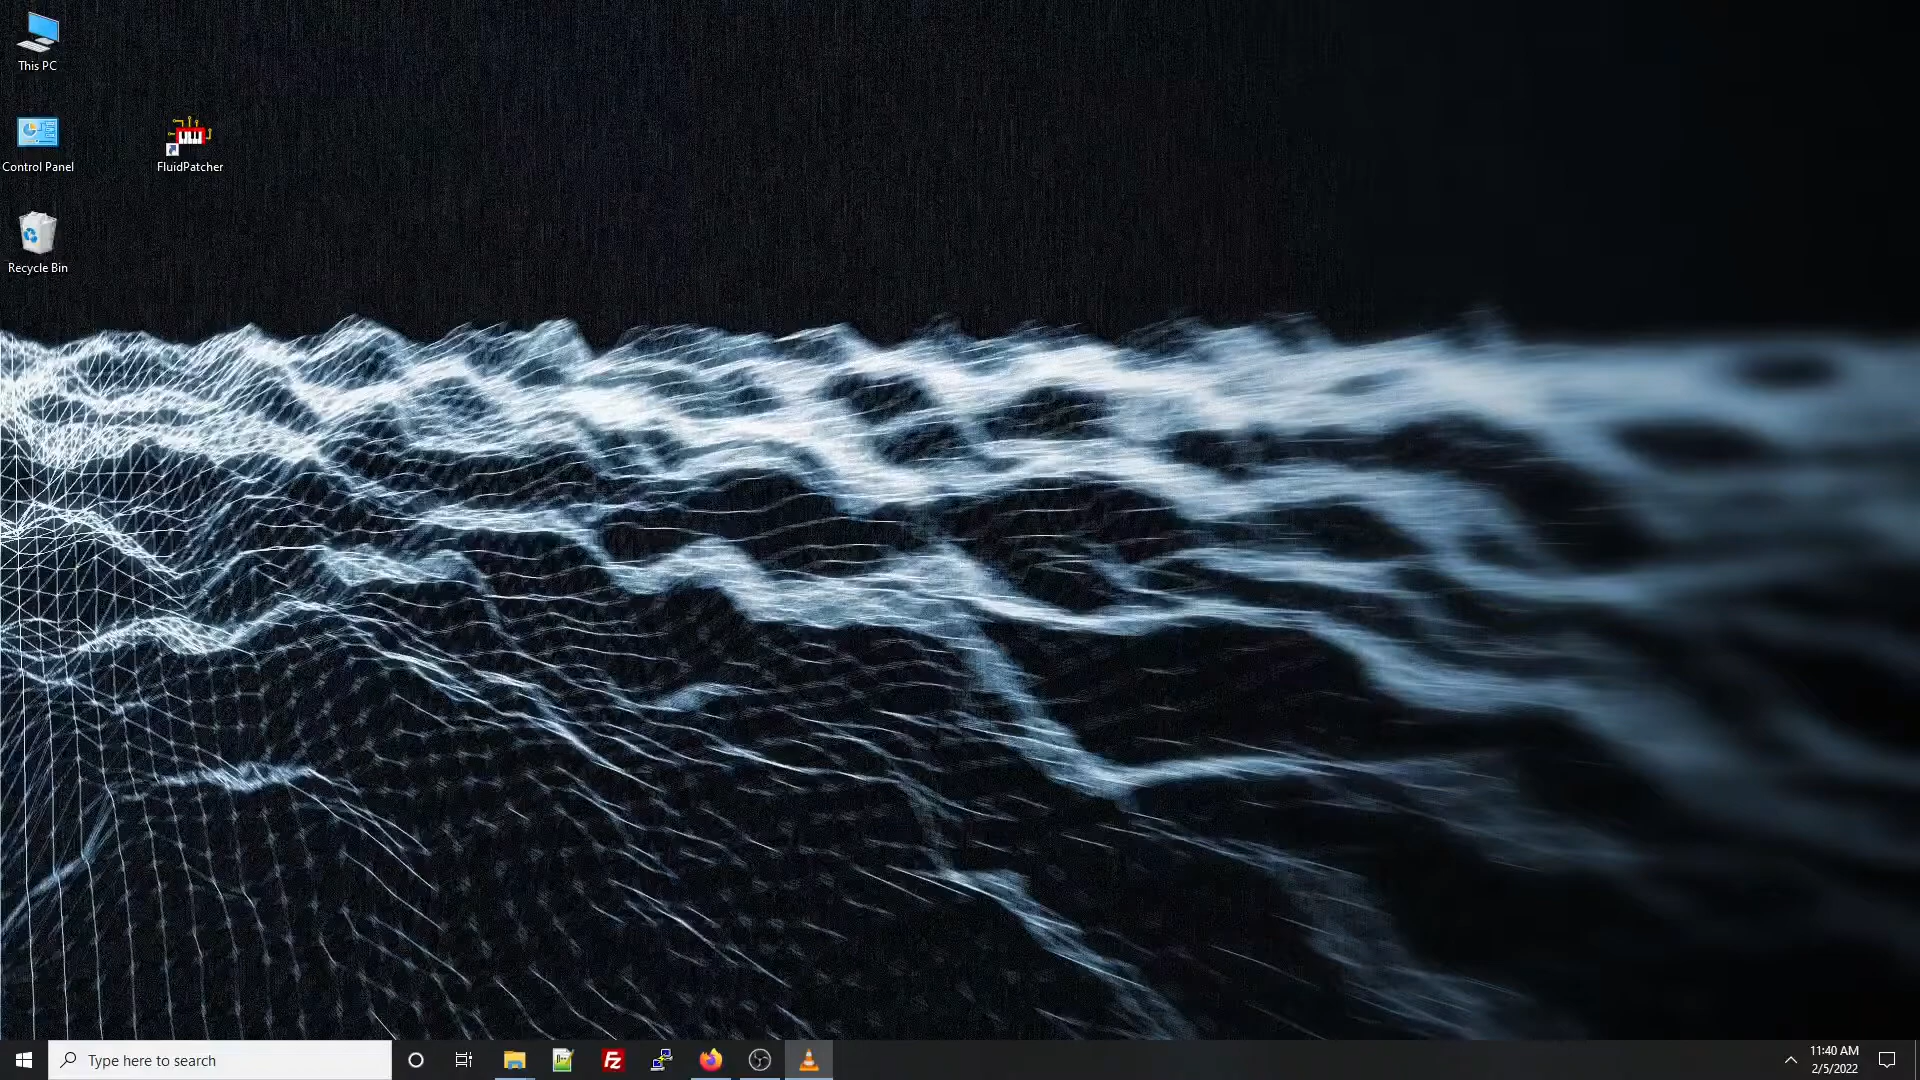 This PC
Control Panel
FluidPatcher
Recycle Bin
Type here to search
11:40 AM
2/5/2022